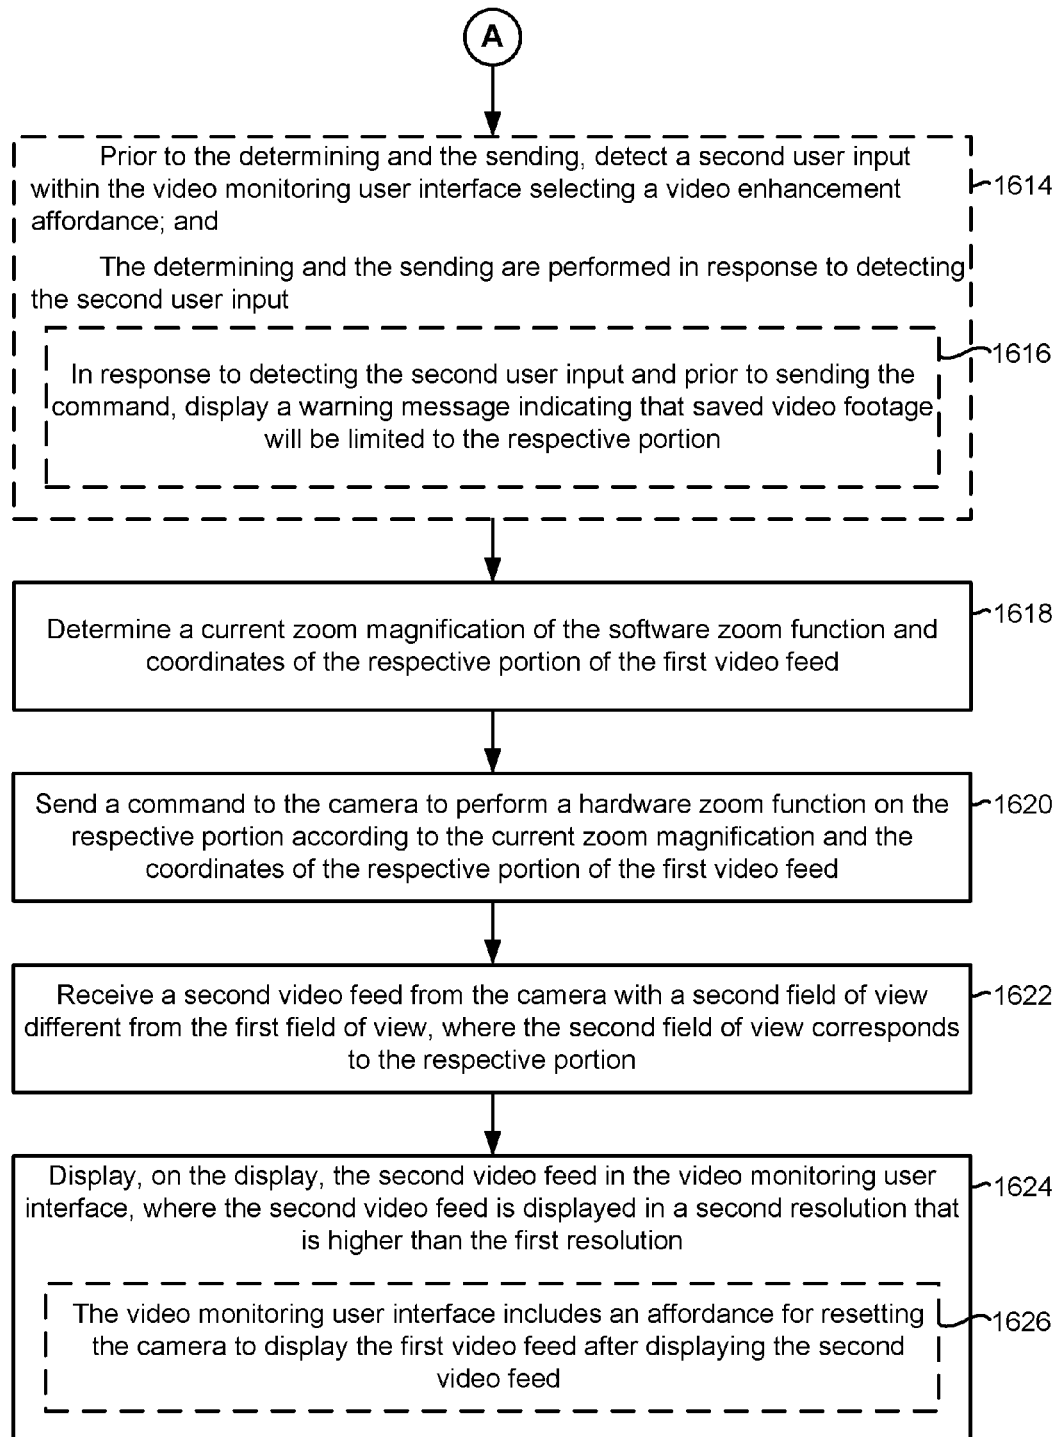 A
Prior to the determining and the sending, detect a second user input
within the video monitoring user interface selecting a video enhancement
affordance; and
1614
The determining and the sending are performed in response to detecting
the second user input
1616
In response to detecting the second user input and prior to sending the
command, display a warning message indicating that saved video footage
will be limited to the respective portion
1618
Determine a current zoom magnification of the software zoom function and
coordinates of the respective portion of the first video feed
1620
Send a command to the camera to perform a hardware zoom function on the
respective portion according to the current zoom magnification and the
coordinates of the respective portion of the first video feed
1622
Receive a second video feed from the camera with a second field of view
different from the first field of view, where the second field of view corresponds
to the respective portion
1624
Display, on the display, the second video feed in the video monitoring user
interface, where the second video feed is displayed in a second resolution that
is higher than the first resolution
1626
The video monitoring user interface includes an affordance for resetting
the camera to display the first video feed after displaying the second
video feed